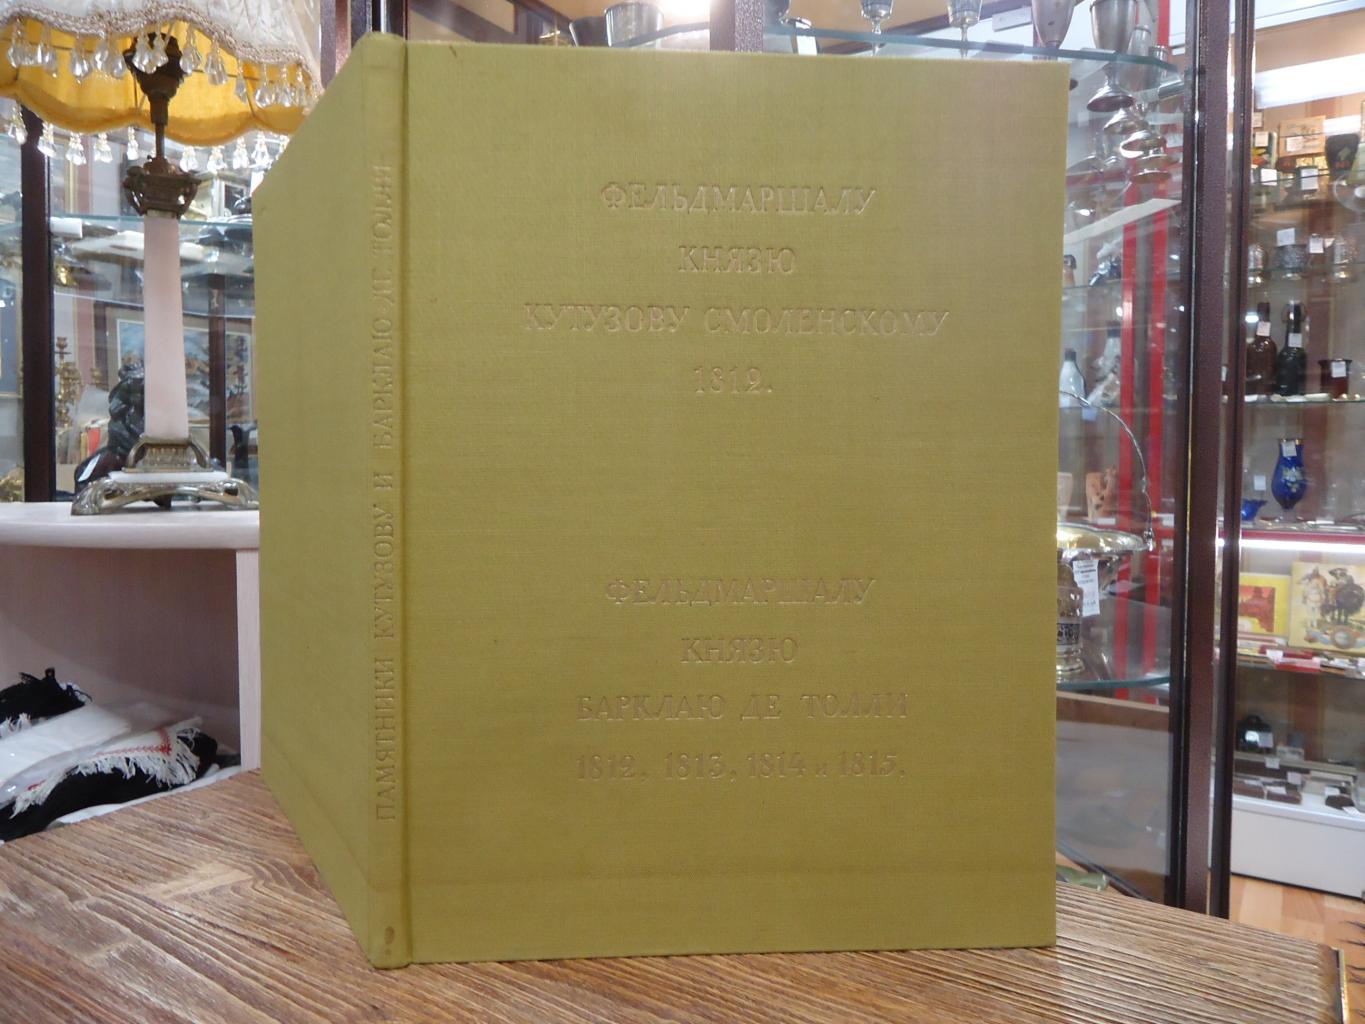 ПАМЯТНИКИ КУТУЗОВУ И БАРКЛАЮ ДЕ ТОЛЛИ
ФЕЛЬДМАРШАЛУ
КНЯЗЮ
КУТУЗОВУ СМОЛЕНСКОМУ
1812.
ФЕЛЬДМАРШАЛУ
КНЯЗЮ
БАРКЛАЮ ДЕ ТОЛЛИ
1812, 1813, 1814 и 1815.